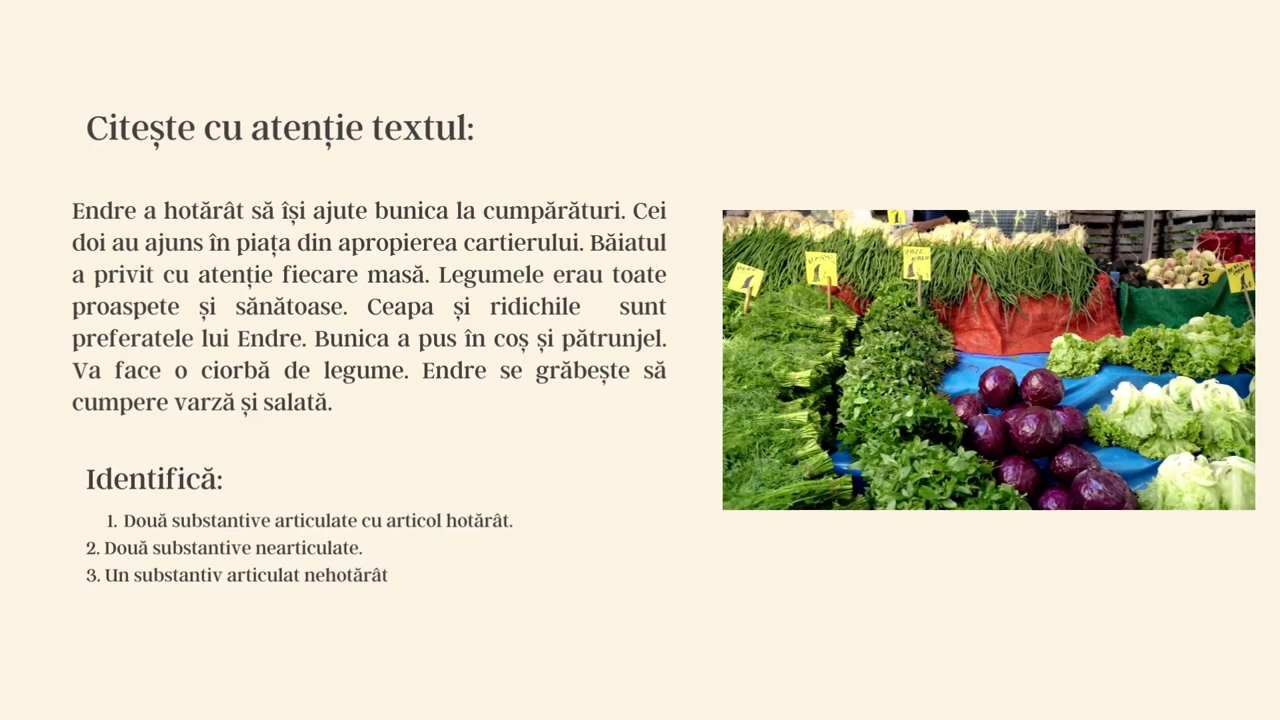 Citește cu atenție textul:
Endre a hotărât să își ajute bunica la cumpărături. Cei
doi au ajuns în piața din apropierea cartierului. Băiatul
a privit cu atenție fiecare masă. Legumele erau toate
proaspete și sănătoase. Ceapa și ridichile sunt
preferatele lui Endre. Bunica a pus în coș și pătrunjel.
Va face o ciorbă de legume. Endre se grăbește să
cumpere varză și salată.
Identifică:
1. Două substantive articulate cu articol hotărât.
2. Două substantive nearticulate.
3. Un substantiv articulat nehotărât